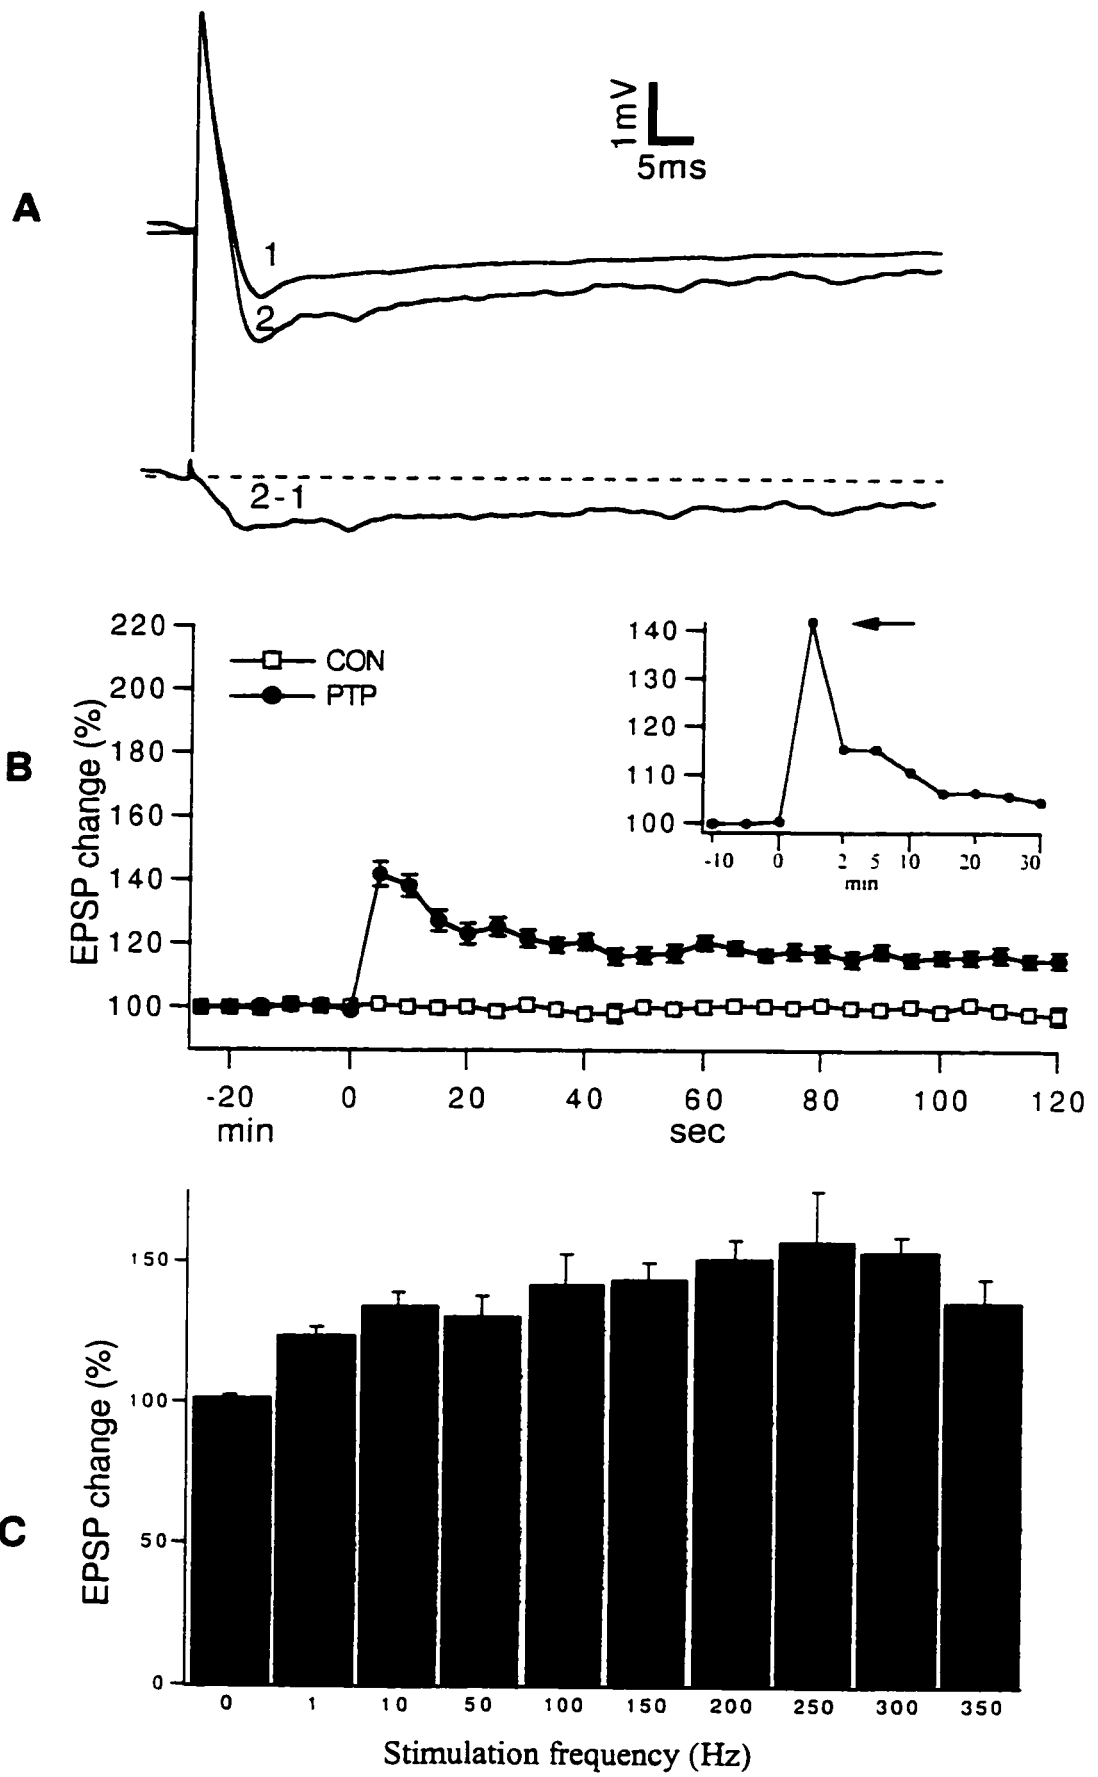 A
1mV
5ms
1
2
2-1
B
EPSP change (%)
220
200
180
160
140
120
100
CON
PTP
140
130
120
110
100
-10 0 2 5 10 20 30
min
-20 0 20 40 60 80 100 120
min sec
C
EPSP change (%)
150
100
50
0
0 1 10 50 100 150 200 250 300 350
Stimulation frequency (Hz)